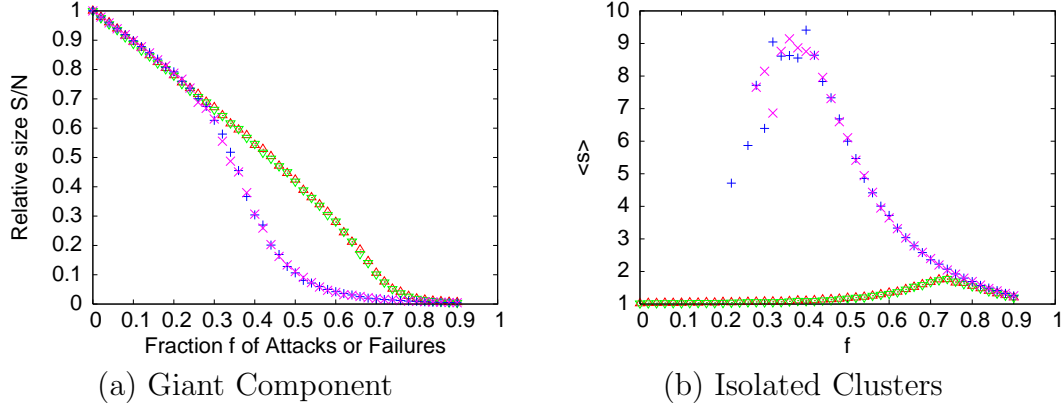 Relative size S/N
1
0.9
0.8
0.7
0.6
0.5
0.4
0.3
0.2
0.1
0
0 0.1 0.2 0.3 0.4 0.5 0.6 0.7 0.8 0.9 1
Fraction f of Attacks or Failures
(a) Giant Component
<s>
10
9
8
7
6
5
4
3
2
1
0 0.1 0.2 0.3 0.4 0.5 0.6 0.7 0.8 0.9 1
f
(b) Isolated Clusters